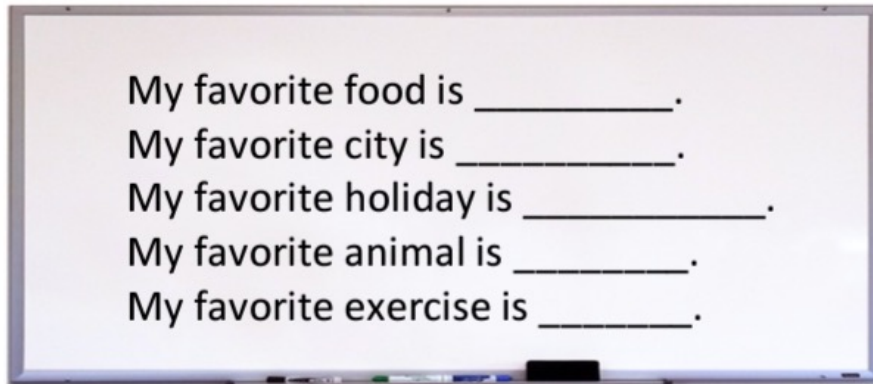 My favorite food is __________.
My favorite city is ___________.
My favorite holiday is ____________.
My favorite animal is _________.
My favorite exercise is ________.